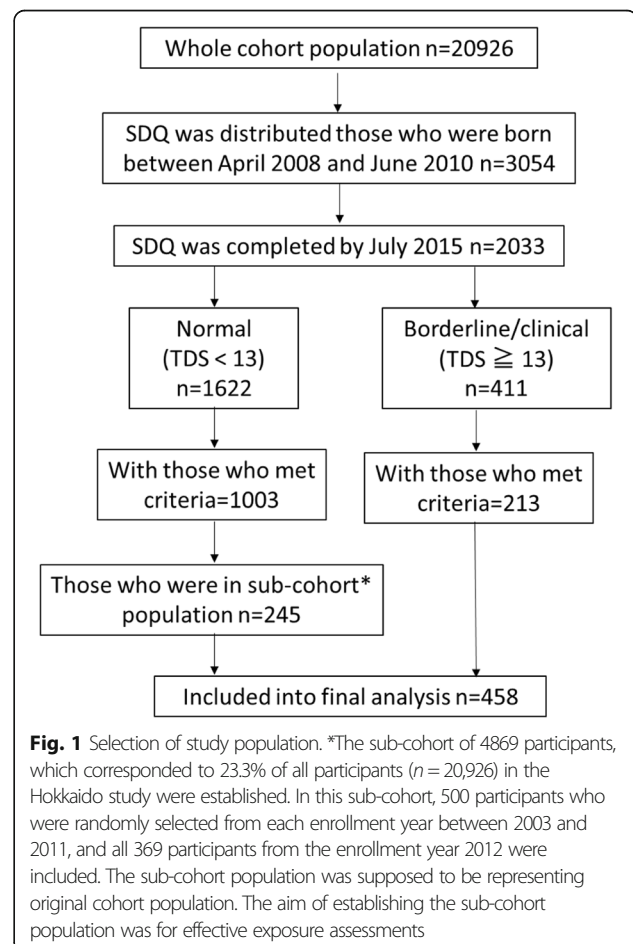 Whole cohort population n=20926
SDQ was distributed those who were born
between April 2008 and June 2010 n=3054
SDQ was completed by July 2015 n=2033
Normal
(TDS < 13)
n=1622
Borderline/clinical
(TDS ≧ 13)
n=411
With those who met
criteria=1003
With those who met
criteria=213
Those who were in sub-cohort*
population n=245
Included into final analysis n=458
Fig. 1 Selection of study population. *The sub-cohort of 4869 participants,
which corresponded to 23.3% of all participants (n = 20,926) in the
Hokkaido study were established. In this sub-cohort, 500 participants who
were randomly selected from each enrollment year between 2003 and
2011, and all 369 participants from the enrollment year 2012 were
included. The sub-cohort population was supposed to be representing
original cohort population. The aim of establishing the sub-cohort
population was for effective exposure assessments